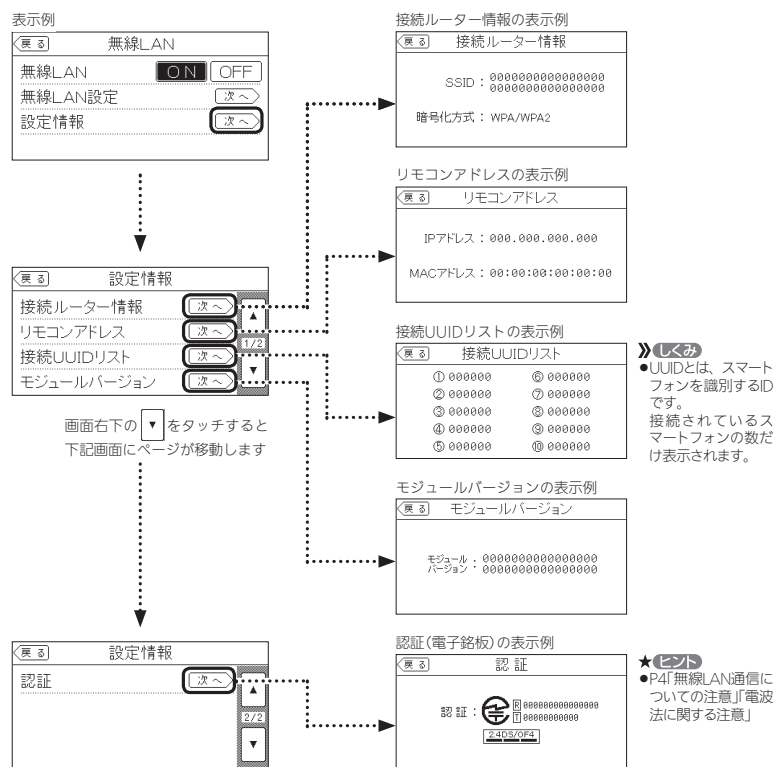 表示例
戻る 無線LAN
無線LAN ON OFF
無線LAN設定 次へ
設定情報 次へ
接続ルーター情報の表示例
戻る 接続ルーター情報
SSID : 0000000000000000
0000000000000000
暗号化方式 : WPA/WPA2
リモコンアドレスの表示例
戻る リモコンアドレス
IPアドレス : 000.000.000.000
MACアドレス : 00:00:00:00:00:00
戻る 設定情報
接続ルーター情報 次へ
リモコンアドレス 次へ
接続UUIDリスト 次へ
モジュールバージョン 次へ
▲
1/2
▼
画面右下の ▼ をタッチすると
下記画面にページが移動します
接続UUIDリストの表示例
戻る 接続UUIDリスト
① 000000 ⑥ 000000
② 000000 ⑦ 000000
③ 000000 ⑧ 000000
④ 000000 ⑨ 000000
⑤ 000000 ⑩ 000000
しくみ
●UUIDとは、スマート
フォンを識別するID
です。
接続されているス
マートフォンの数だ
け表示されます。
モジュールバージョンの表示例
戻る モジュールバージョン
モジュール
バージョン : 0000000000000000
0000000000000000
戻る 設定情報
認証 次へ
▲
2/2
▼
認証(電子銘板)の表示例
戻る 認 証
認 証 : R 000000000000000
T 00000000000
2.4DS/OF4
★ヒント
●P4「無線LAN通信に
ついての注意」「電波
法に関する注意」